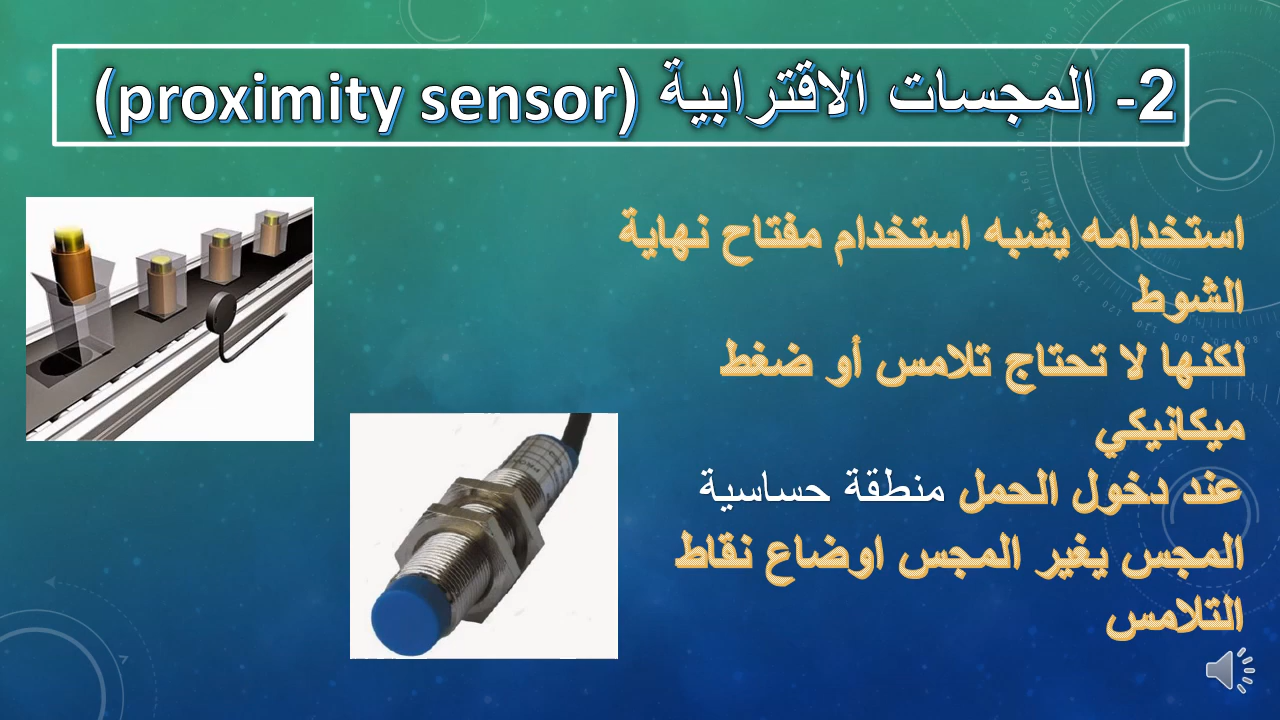 2- المجسات الاقترابية (proximity sensor)
استخدامه يشبه استخدام مفتاح نهاية
الشوط
لكنها لا تحتاج تلامس أو ضغط
ميكانيكي
عند دخول الحمل منطقة حساسية
المجس يغير المجس اوضاع نقاط
التلامس